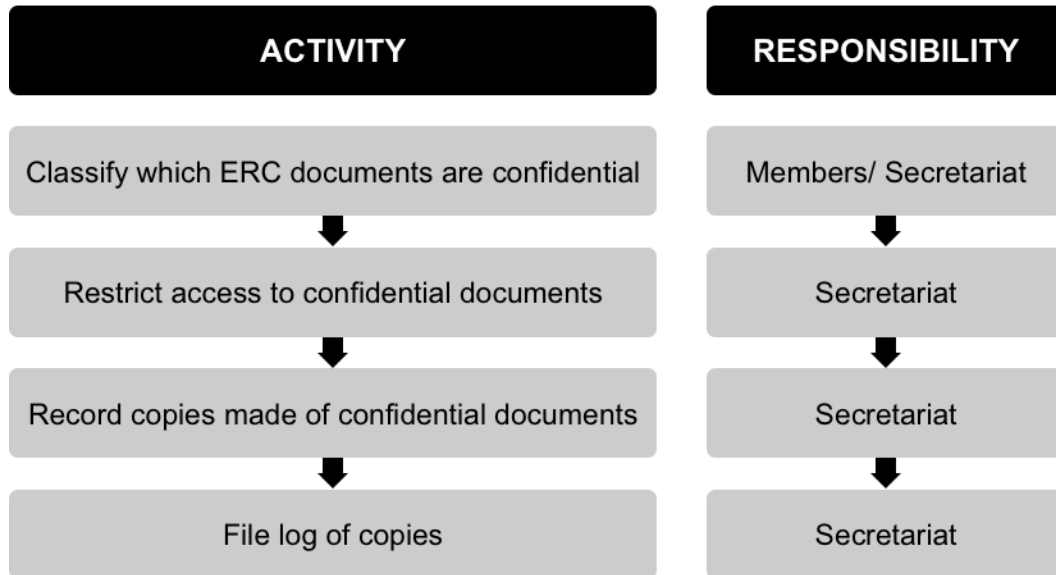 ACTIVITY
RESPONSIBILITY
Classify which ERC documents are confidential
Members/ Secretariat
Restrict access to confidential documents
Secretariat
Record copies made of confidential documents
Secretariat
File log of copies
Secretariat